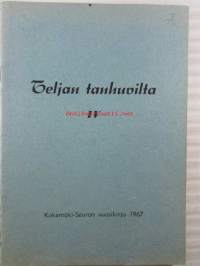 Teljan tanhuvilta
II
Kokemäki-Seuran vuosikirja 1967